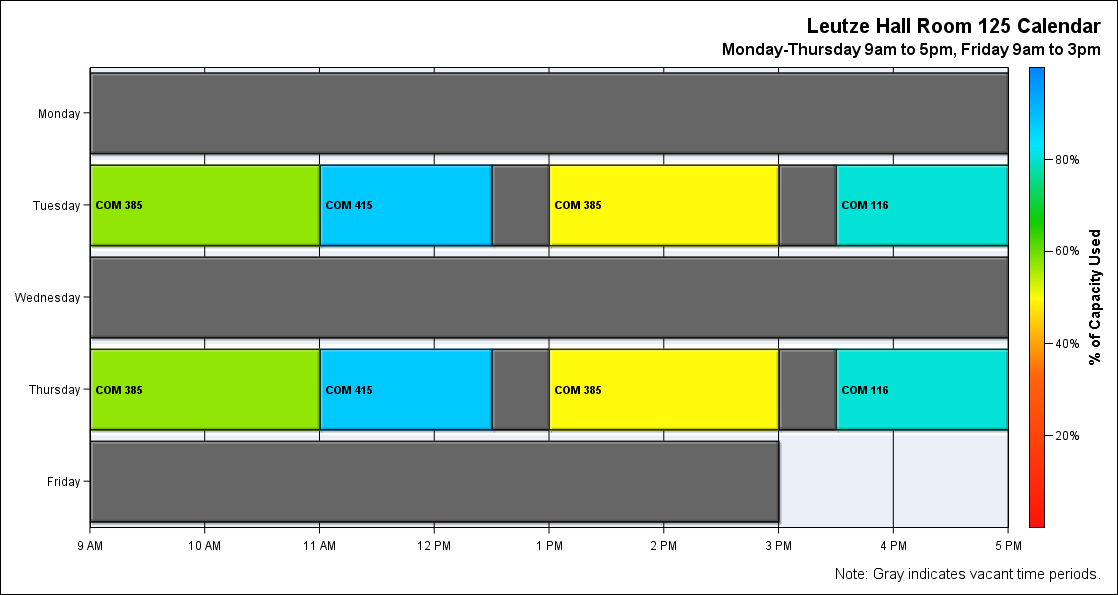 Leutze Hall Room 125 Calendar
Monday-Thursday 9am to 5pm, Friday 9am to 3pm
Monday
Tuesday
COM 385
COM 415
COM 385
COM 116
Wednesday
Thursday
COM 385
COM 415
COM 385
COM 116
Friday
9 AM
10 AM
11 AM
12 PM
1 PM
2 PM
3 PM
4 PM
5 PM
80%
60%
40%
20%
% of Capacity Used
Note: Gray indicates vacant time periods.